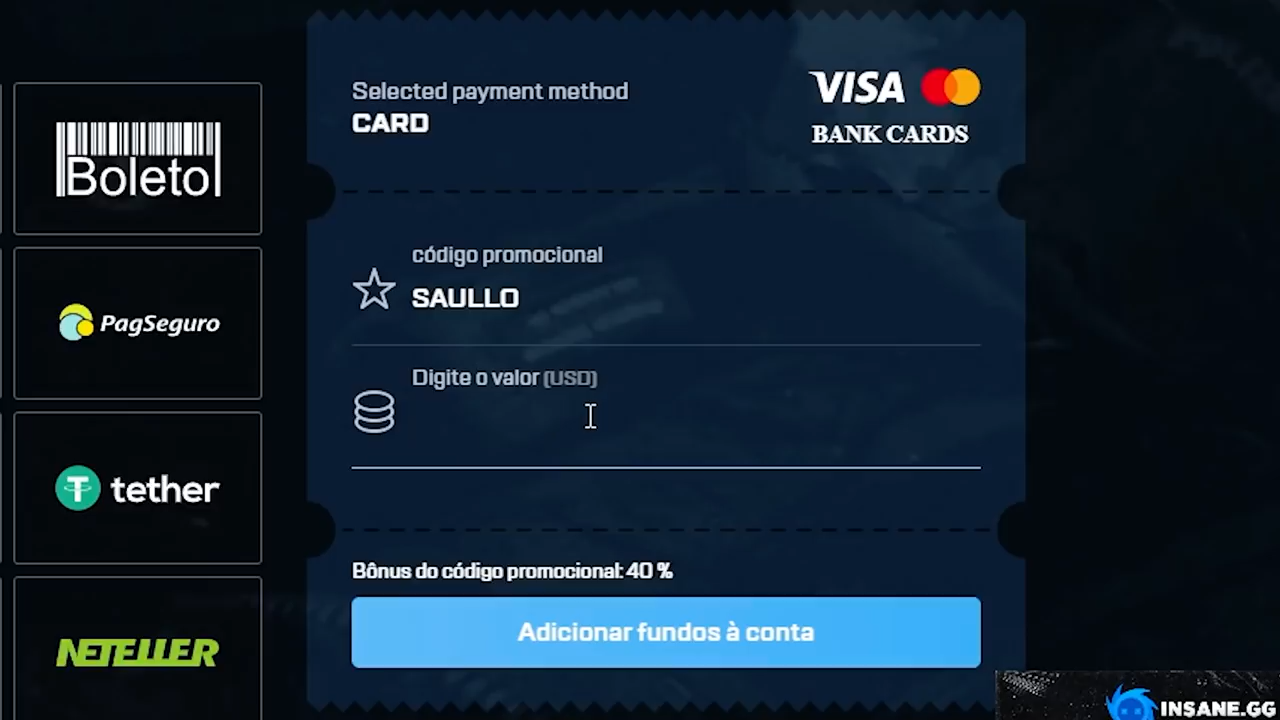 Selected payment method
CARD
VISA
BANK CARDS
Boleto
código promocional
SAULLO
PagSeguro
Digite o valor (USD)
tether
Bônus do código promocional: 40 %
Adicionar fundos à conta
NETELLER
INSANE.GG